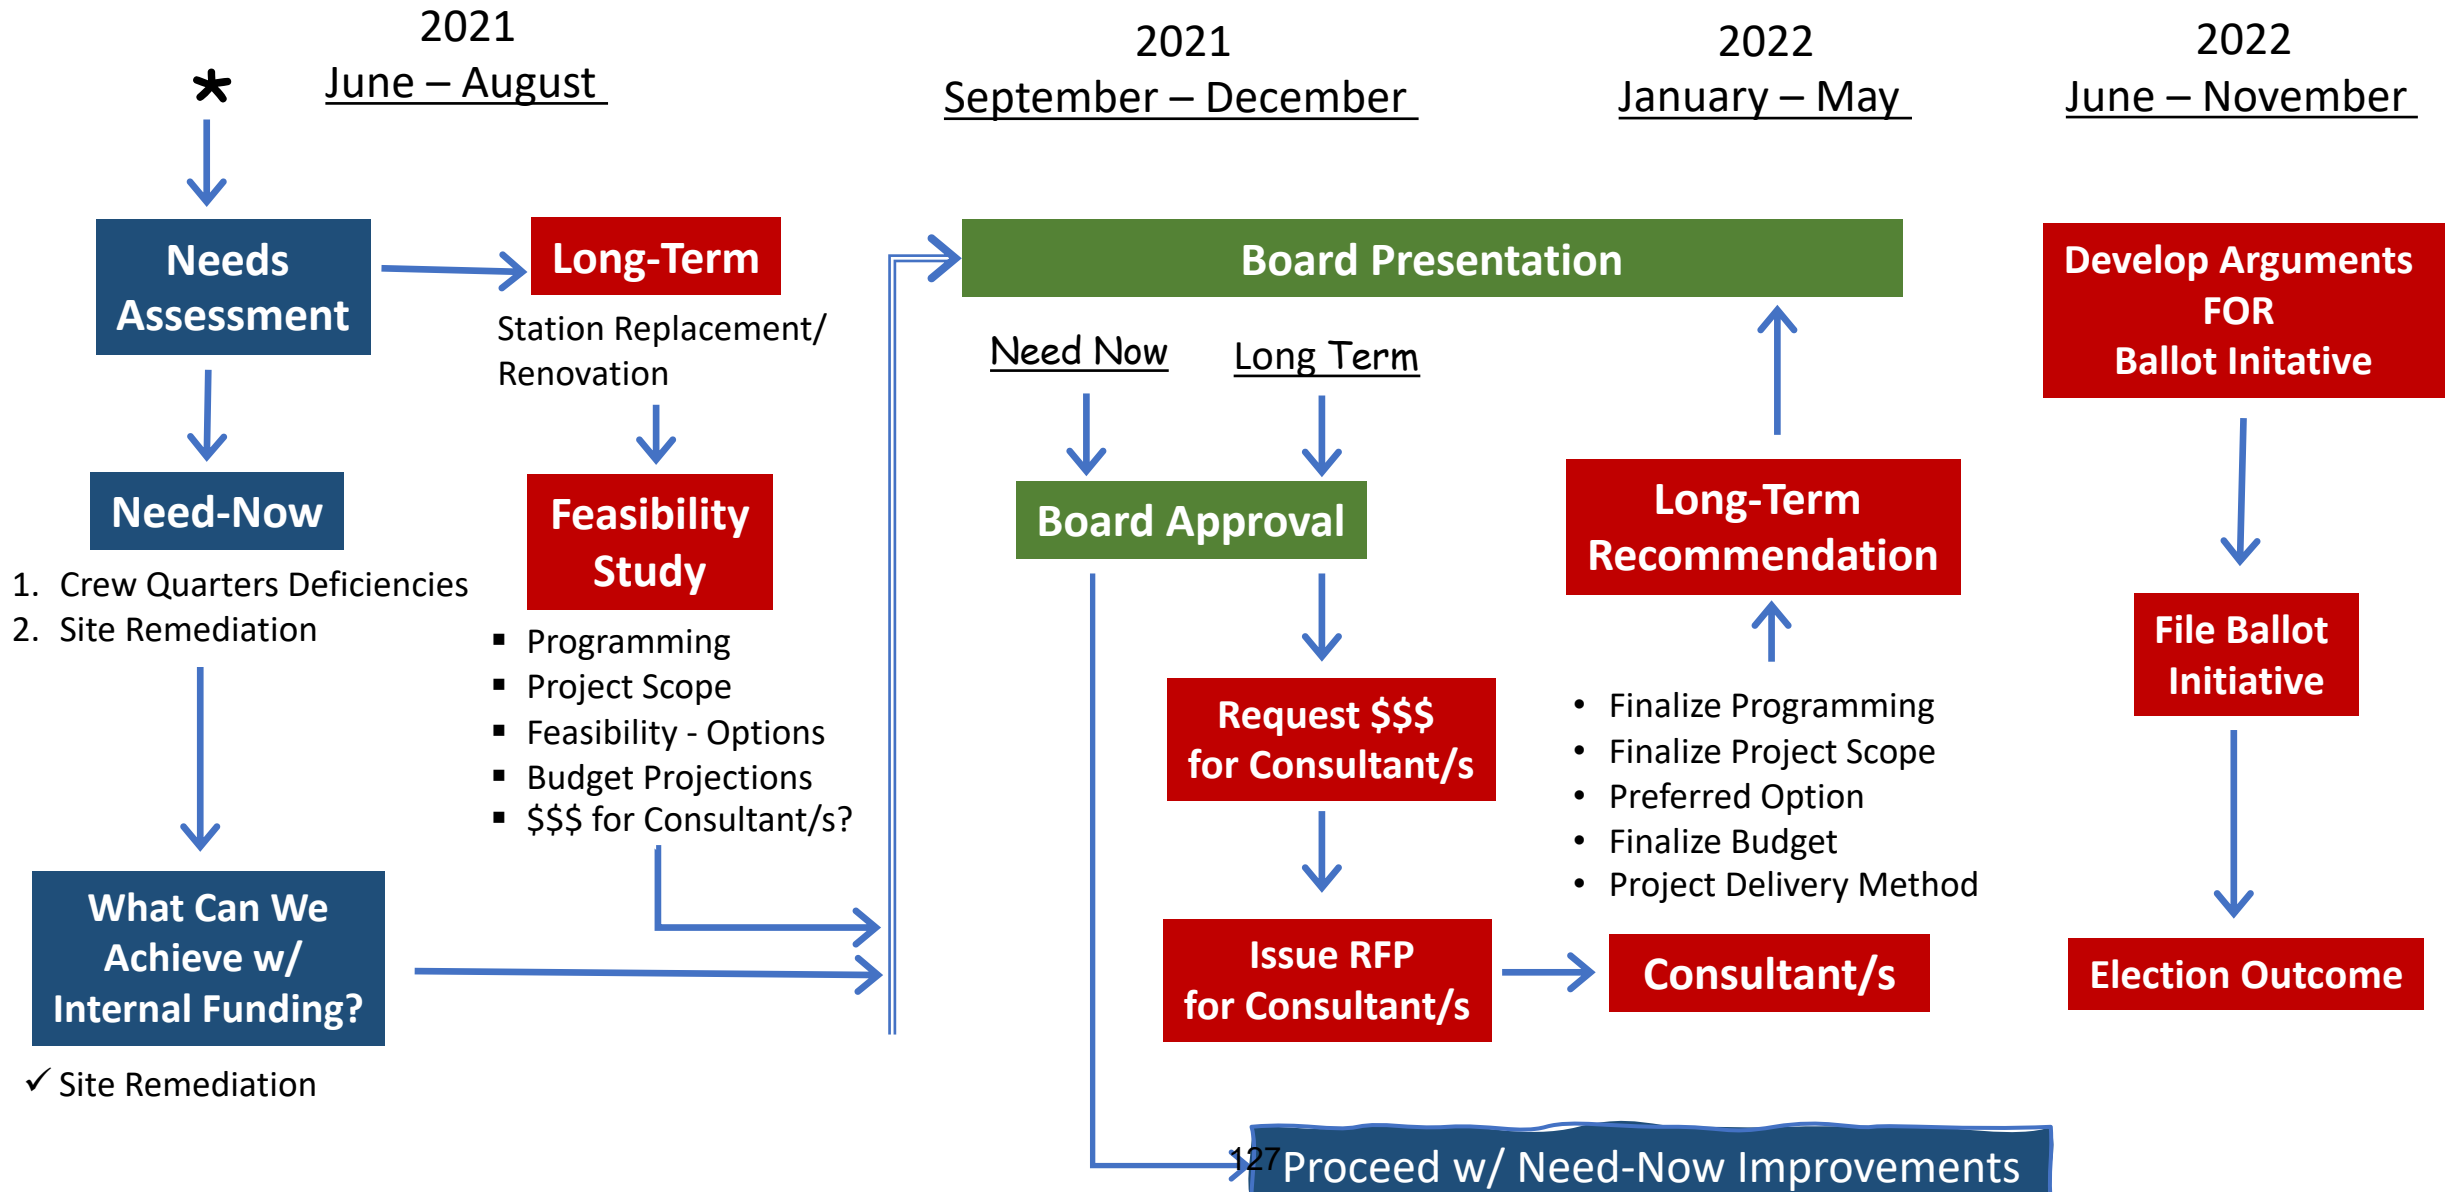 2021
June – August
*
Needs
Assessment
Need-Now
1. Crew Quarters Deficiencies
2. Site Remediation
What Can We
Achieve w/
Internal Funding?
✓ Site Remediation
Long-Term
Station Replacement/
Renovation
Feasibility
Study
▪ Programming
▪ Project Scope
▪ Feasibility - Options
▪ Budget Projections
▪ $$$ for Consultant/s?
2021
September – December
2022
January – May
Board Presentation
Need Now
Long Term
Board Approval
Request $$$
for Consultant/s
Issue RFP
for Consultant/s
Long-Term
Recommendation
• Finalize Programming
• Finalize Project Scope
• Preferred Option
• Finalize Budget
• Project Delivery Method
Consultant/s
127
Proceed w/ Need-Now Improvements
2022
June – November
Develop Arguments
FOR
Ballot Initative
File Ballot
Initiative
Election Outcome